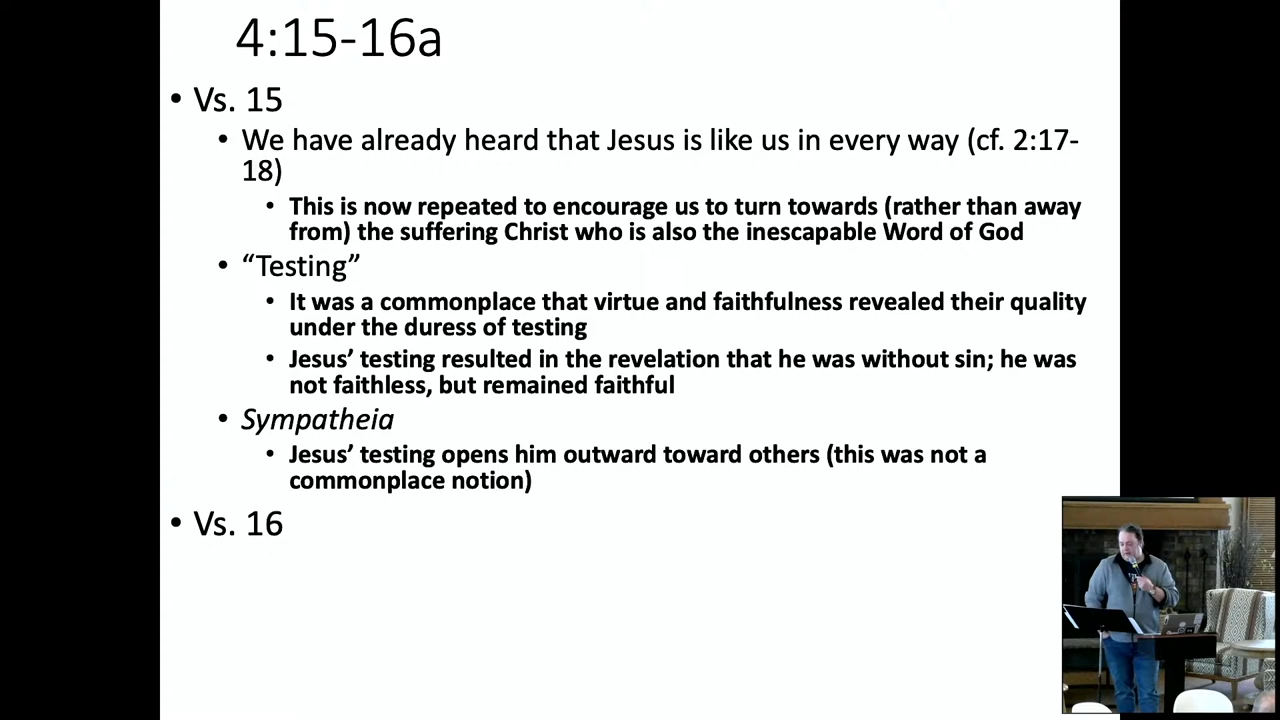 4:15-16a
• Vs. 15
• We have already heard that Jesus is like us in every way (cf. 2:17-
18)
• This is now repeated to encourage us to turn towards (rather than away
from) the suffering Christ who is also the inescapable Word of God
• “Testing”
• It was a commonplace that virtue and faithfulness revealed their quality
under the duress of testing
• Jesus’ testing resulted in the revelation that he was without sin; he was
not faithless, but remained faithful
• Sympatheia
• Jesus’ testing opens him outward toward others (this was not a
commonplace notion)
• Vs. 16